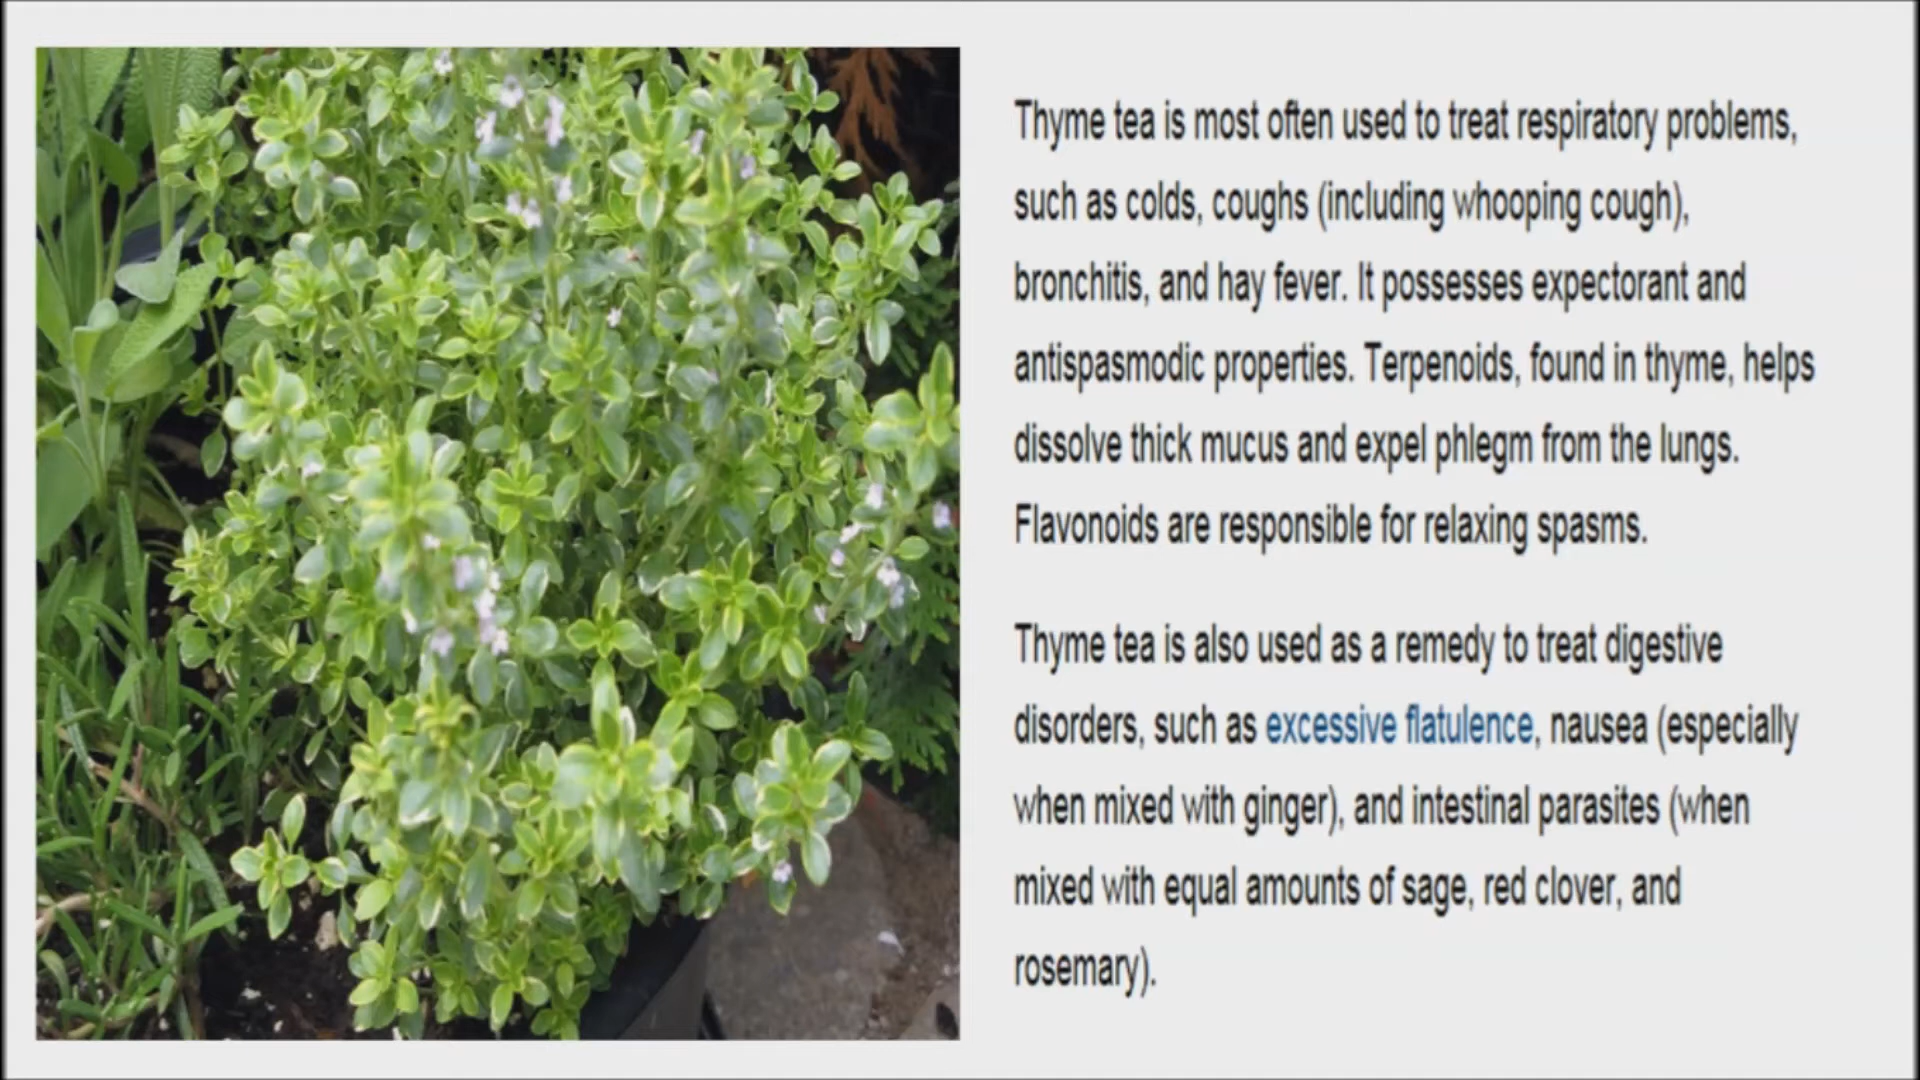 Thyme tea is most often used to treat respiratory problems,
such as colds, coughs (including whooping cough),
bronchitis, and hay fever. It possesses expectorant and
antispasmodic properties. Terpenoids, found in thyme, helps
dissolve thick mucus and expel phlegm from the lungs.
Flavonoids are responsible for relaxing spasms.
Thyme tea is also used as a remedy to treat digestive
disorders, such as excessive flatulence, nausea (especially
when mixed with ginger), and intestinal parasites (when
mixed with equal amounts of sage, red clover, and
rosemary).